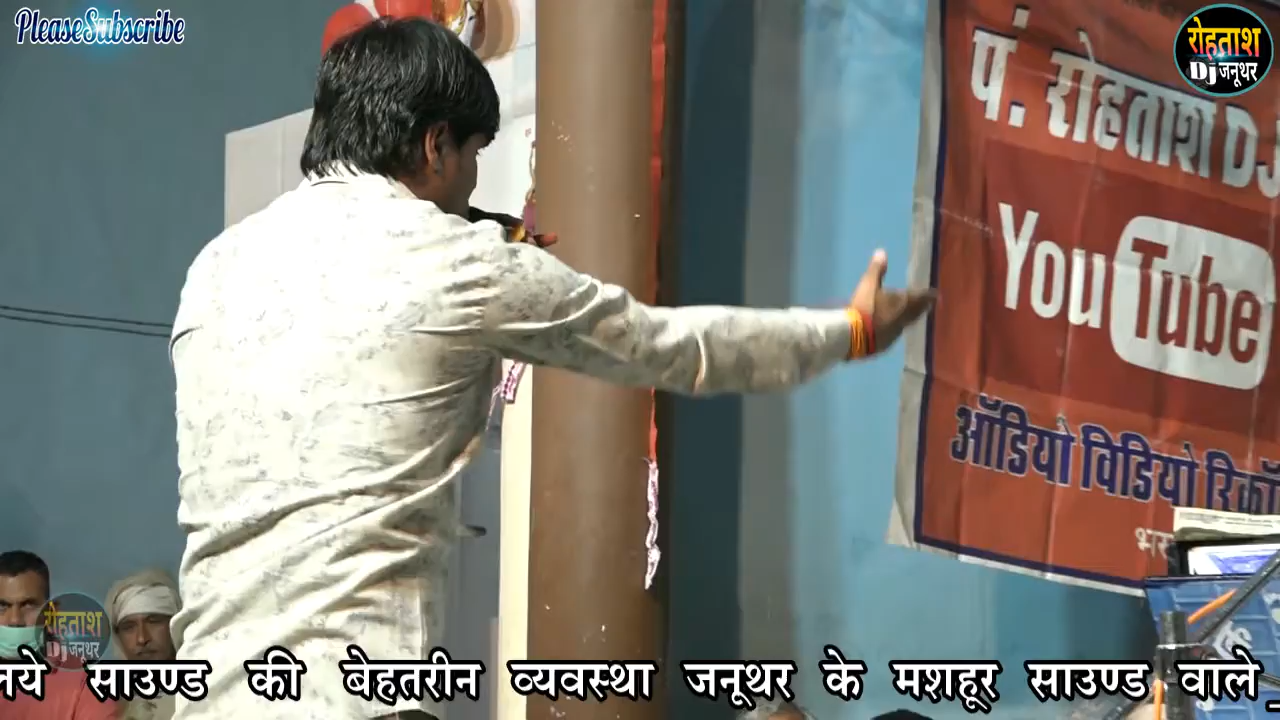 PleaseSubscribe
रोहताश
Dj जनूथर
पं. रोहताश DJ
YouTube
ऑडियो विडियो
रोहताश
Dj जनूथर
साउण्ड की बेहतरीन व्यवस्था जनूथर के मशहूर साउण्ड वाले